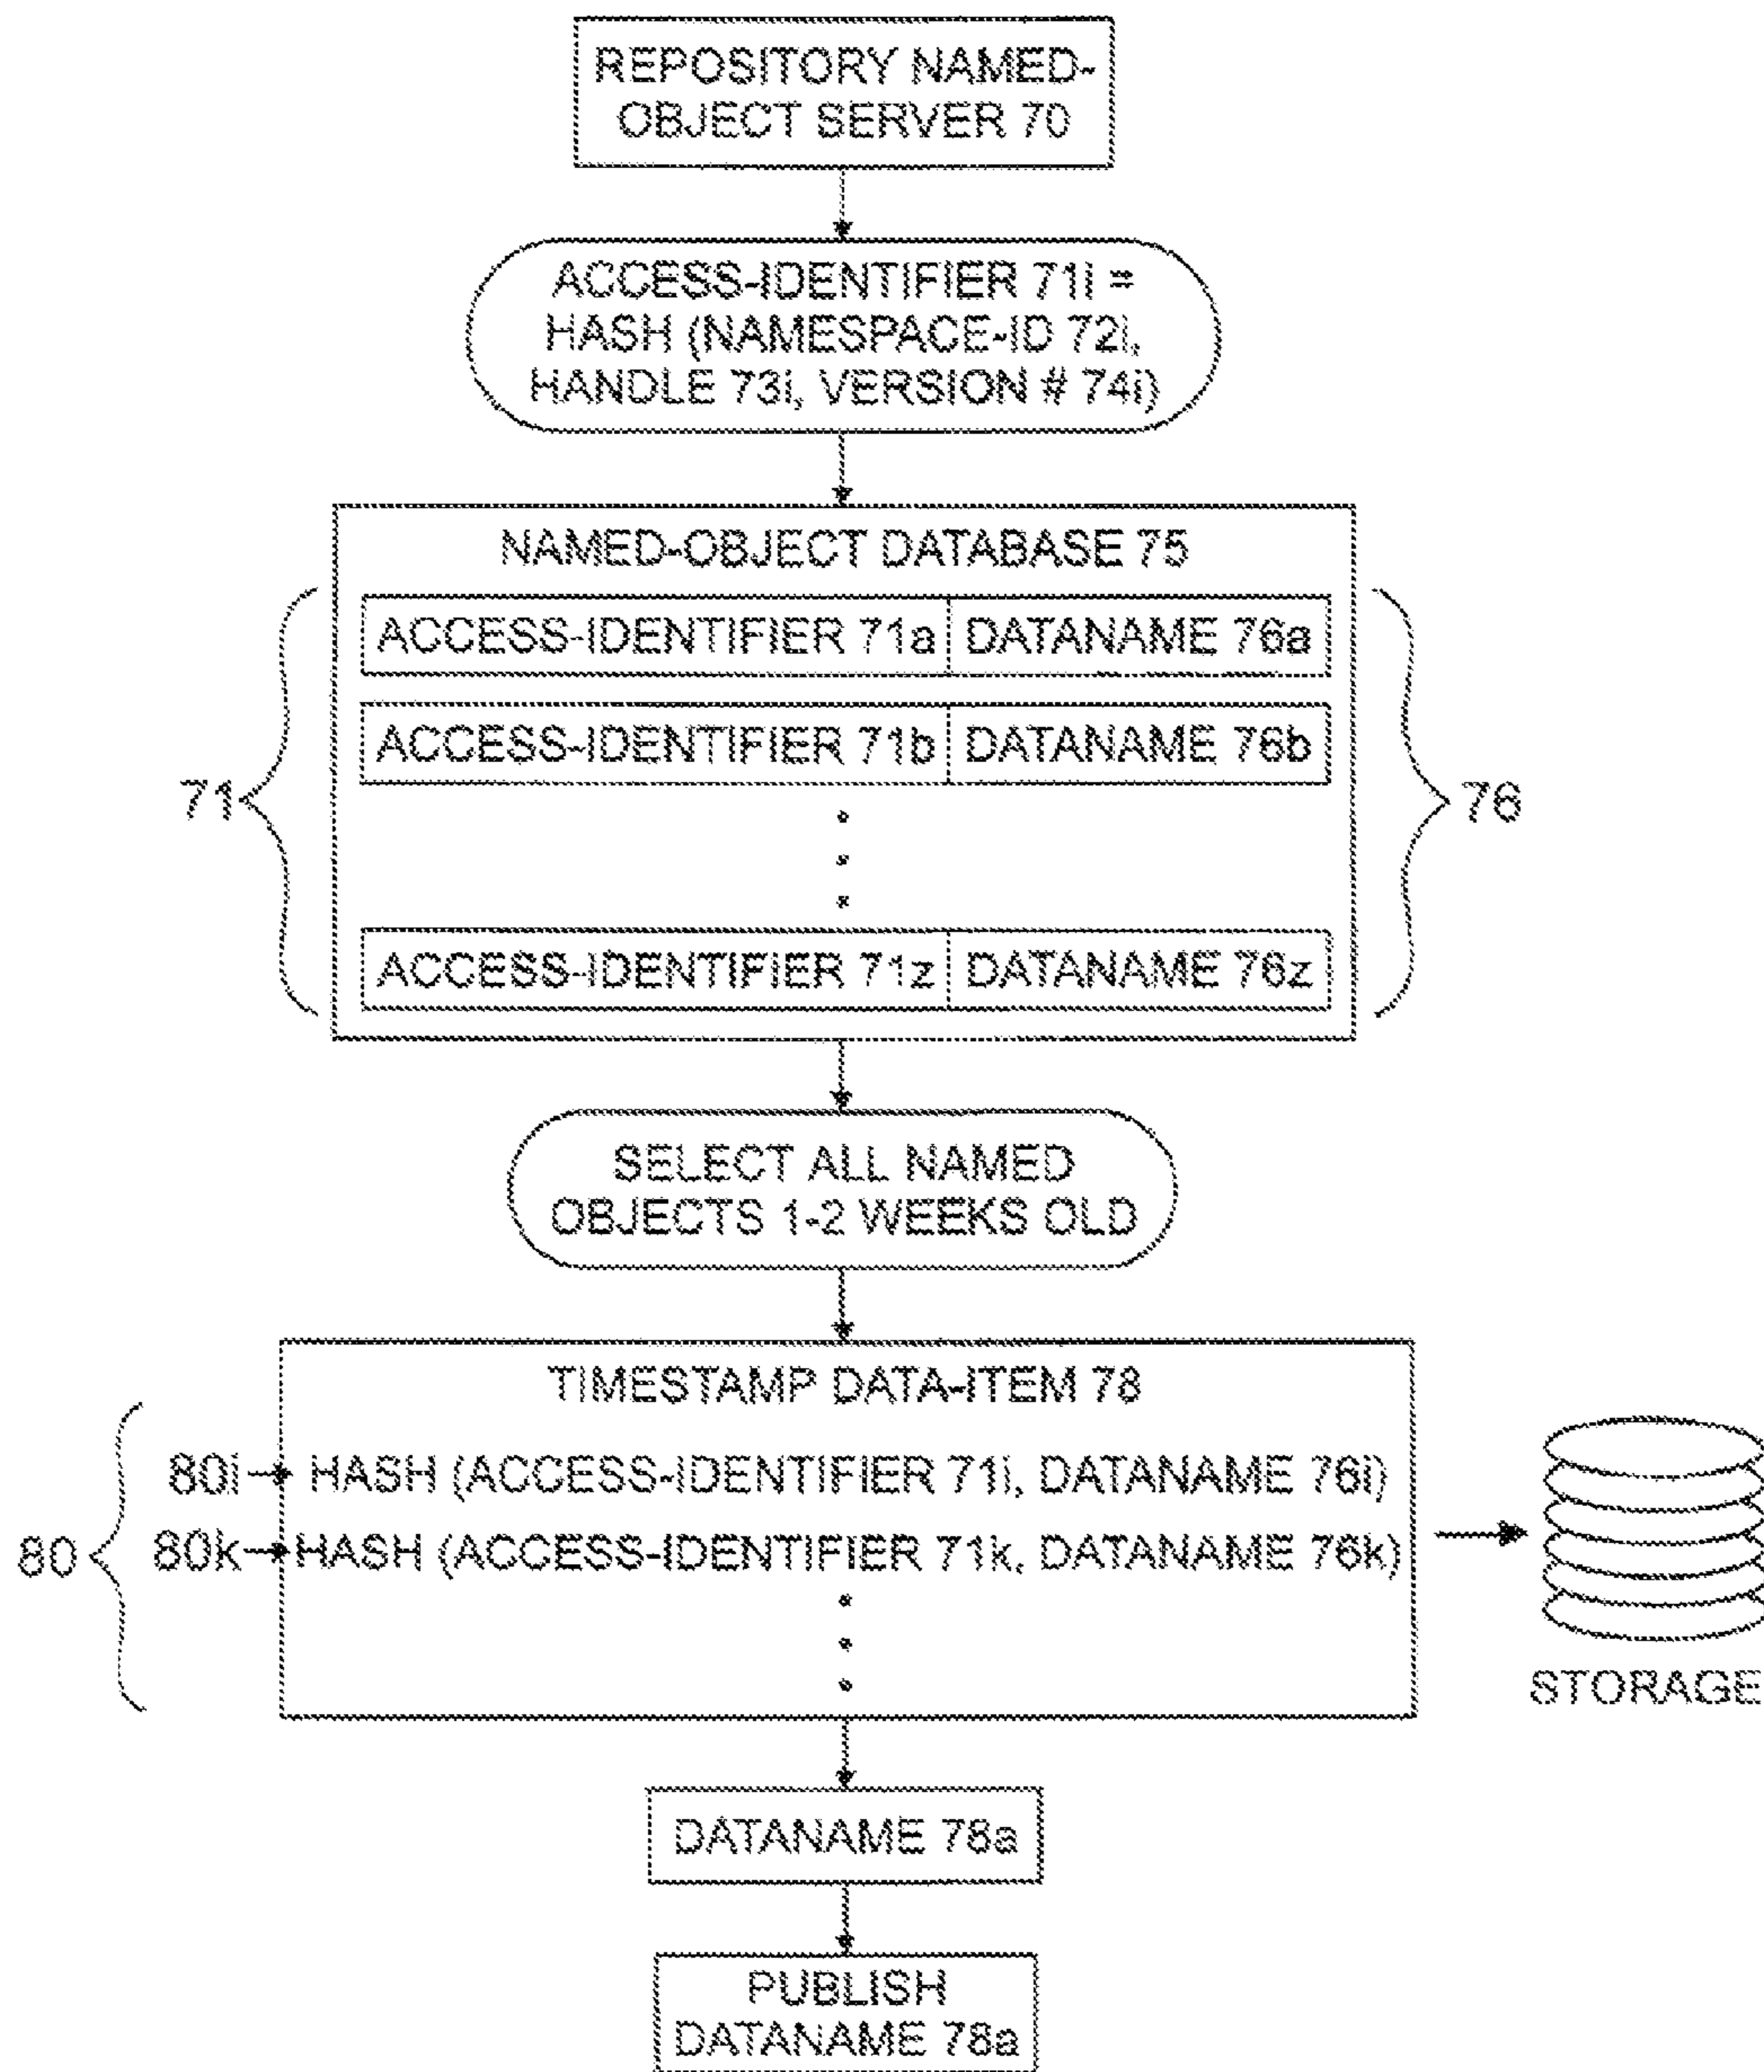 REPOSITORY NAMED-
OBJECT SERVER 70
ACCESS-IDENTIFIER 71i =
HASH (NAMESPACE-ID 72i,
HANDLE 73i, VERSION # 74i)
NAMED-OBJECT DATABASE 75
ACCESS-IDENTIFIER 71a DATANAME 76a
ACCESS-IDENTIFIER 71b DATANAME 76b
71
76
ACCESS-IDENTIFIER 71z DATANAME 76z
SELECT ALL NAMED
OBJECTS 1-2 WEEKS OLD
TIMESTAMP DATA-ITEM 78
80i HASH (ACCESS-IDENTIFIER 71i, DATANAME 76i)
80
80k HASH (ACCESS-IDENTIFIER 71k, DATANAME 76k)
STORAGE
DATANAME 78a
PUBLISH
DATANAME 78a